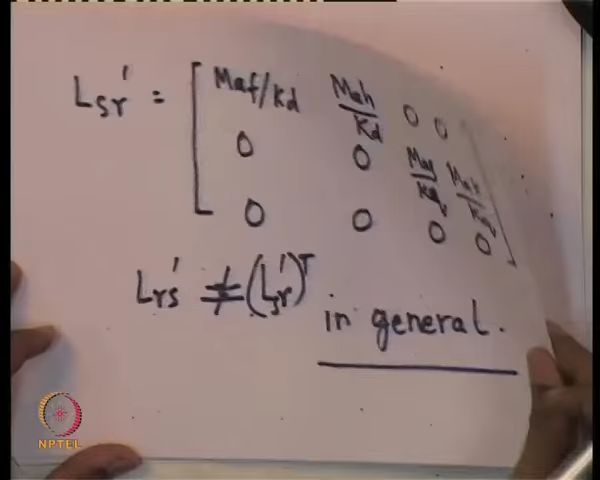 Lsr' = [ Maf/Kd Mah/Kd 0 0
0 0 Mag/Kq Mak/Kq
0 0 0 0 ]
Lrs' ≠ (Lsr')ᵀ in general.
NPTEL